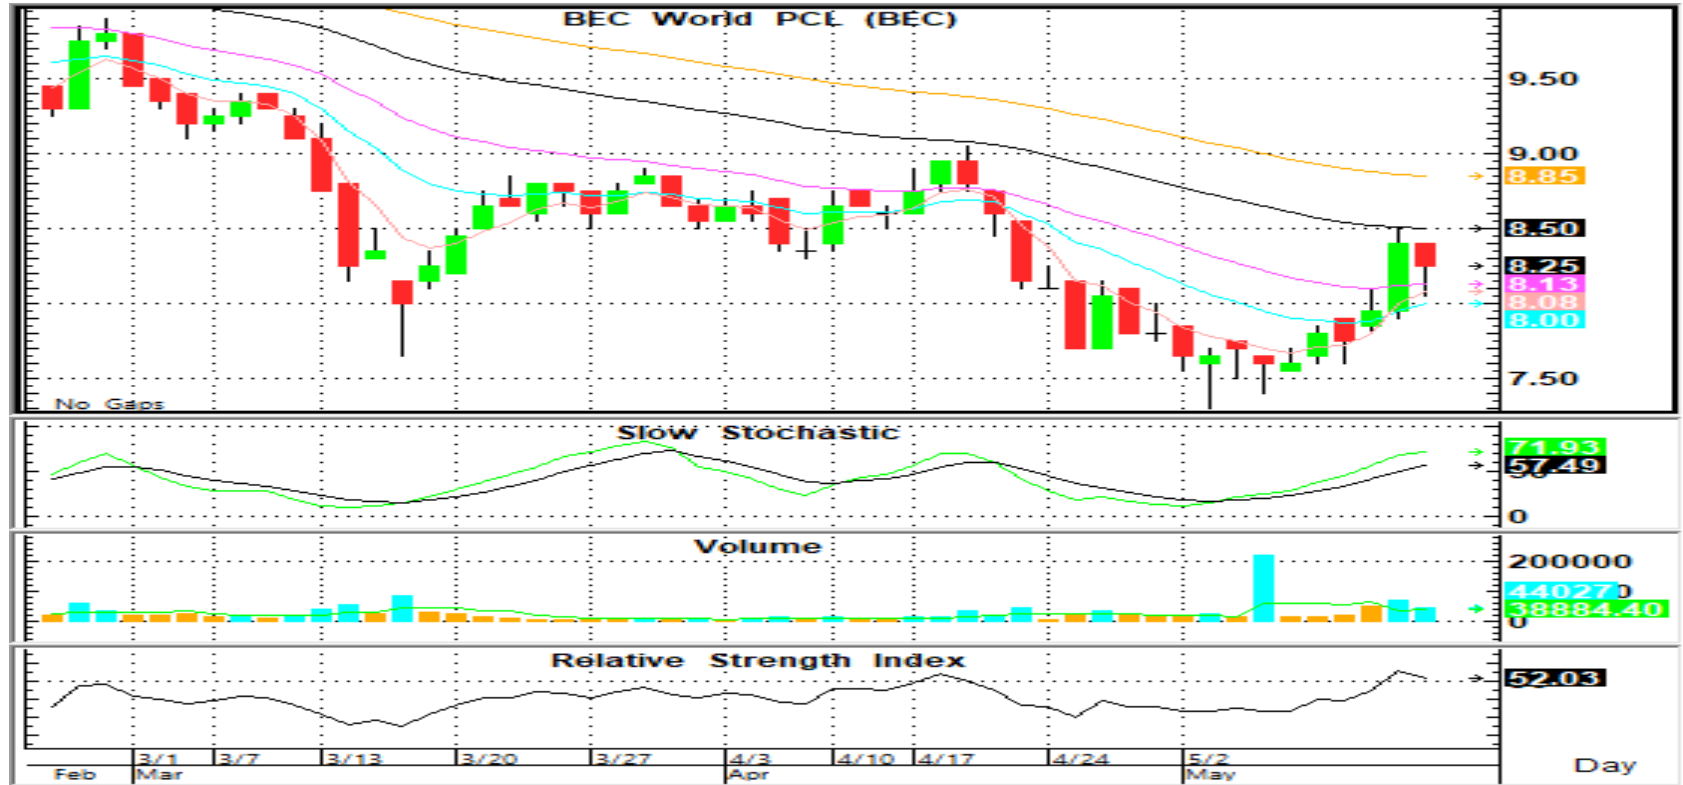 BEC World PCL (BEC)
9.50
9.00
8.85
8.50
8.25
8.13
8.08
8.00
7.50
No Gaps
Slow Stochastic
71.93
57.49
0
Volume
200000
44027
38884.40
0
Relative Strength Index
52.03
3/1 3/7 3/13 3/20 3/27 4/3 4/10 4/17 4/24 5/2
Feb Mar Apr May
Day